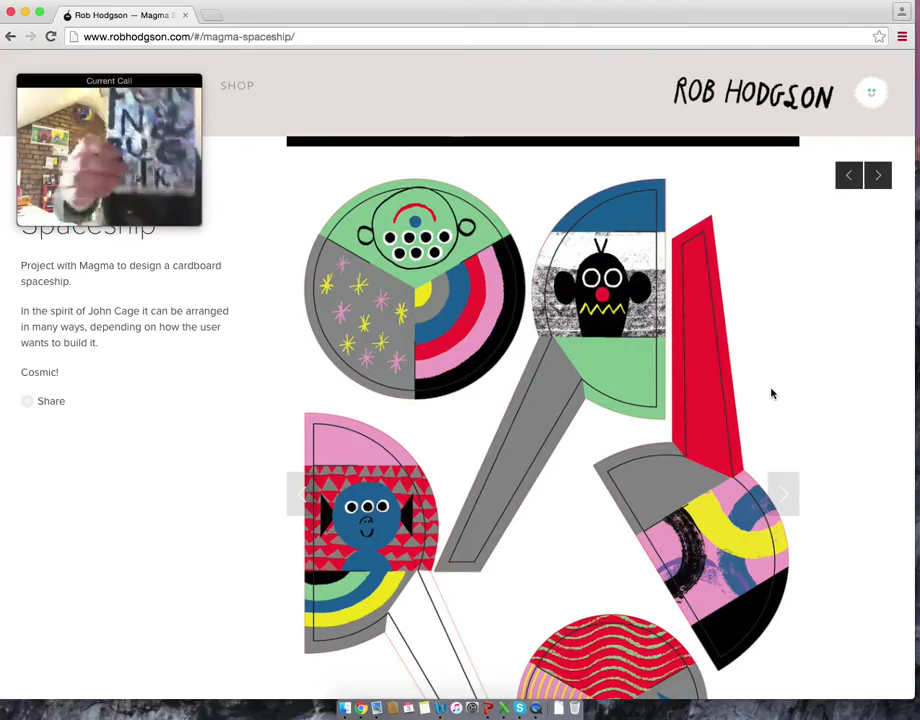 Rob Hodgson — Magma S
www.robhodgson.com/#/magma-spaceship/
Current Call
SHOP
ROB HODGSON
Spaceship
Project with Magma to design a cardboard
spaceship.
In the spirit of John Cage it can be arranged
in many ways, depending on how the user
wants to build it.
Cosmic!
Share